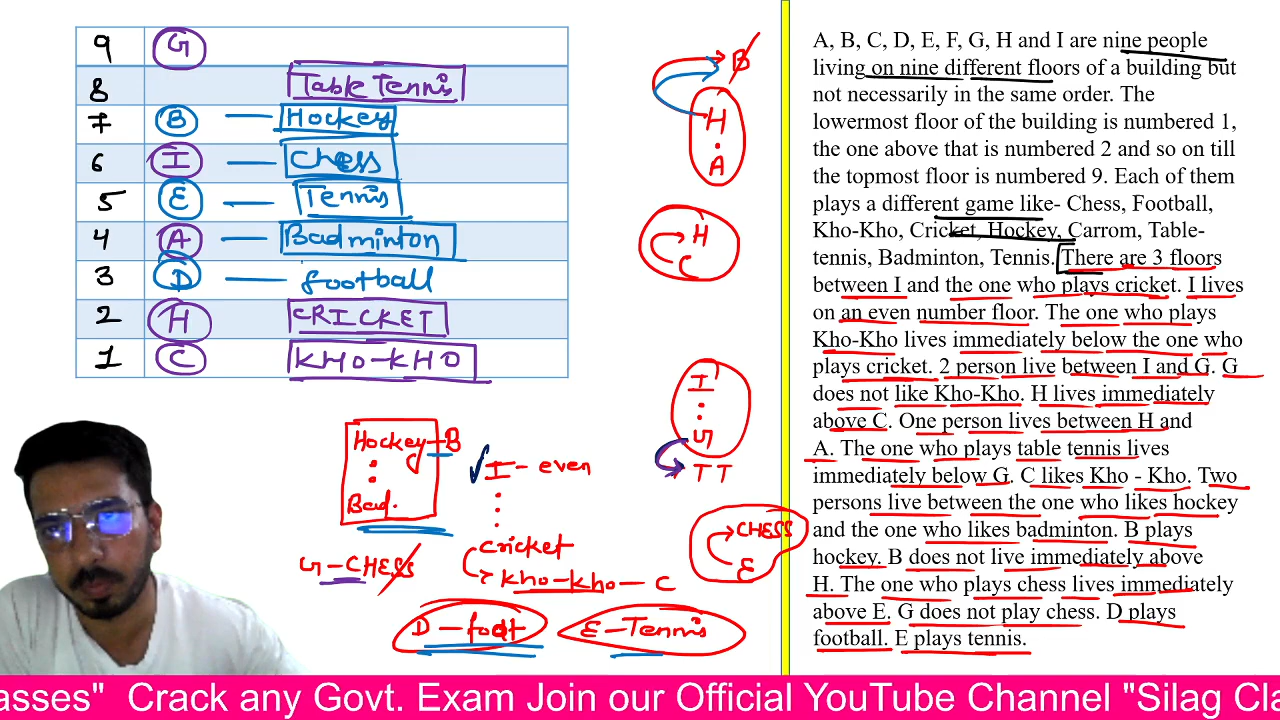 9 G
8 Table Tennis
7 B — Hockey
6 I — Chess
5 E — Tennis
4 A — Badminton
3 D — football
2 H CRICKET
1 C KHO-KHO
B
H
.
A
H
C
I
.
.
G
TT
CHESS
E
Hockey-B
:
Bad.
G-CHESS
I - even
.
.
.
cricket
kho-kho — C
D - foot
E - Tennis
A, B, C, D, E, F, G, H and I are nine people
living on nine different floors of a building but
not necessarily in the same order. The
lowermost floor of the building is numbered 1,
the one above that is numbered 2 and so on till
the topmost floor is numbered 9. Each of them
plays a different game like- Chess, Football,
Kho-Kho, Cricket, Hockey, Carrom, Table-
tennis, Badminton, Tennis. There are 3 floors
between I and the one who plays cricket. I lives
on an even number floor. The one who plays
Kho-Kho lives immediately below the one who
plays cricket. 2 person live between I and G. G
does not like Kho-Kho. H lives immediately
above C. One person lives between H and
A. The one who plays table tennis lives
immediately below G. C likes Kho - Kho. Two
persons live between the one who likes hockey
and the one who likes badminton. B plays
hockey. B does not live immediately above
H. The one who plays chess lives immediately
above E. G does not play chess. D plays
football. E plays tennis.
lasses" Crack any Govt. Exam Join our Official YouTube Channel "Silag Cla